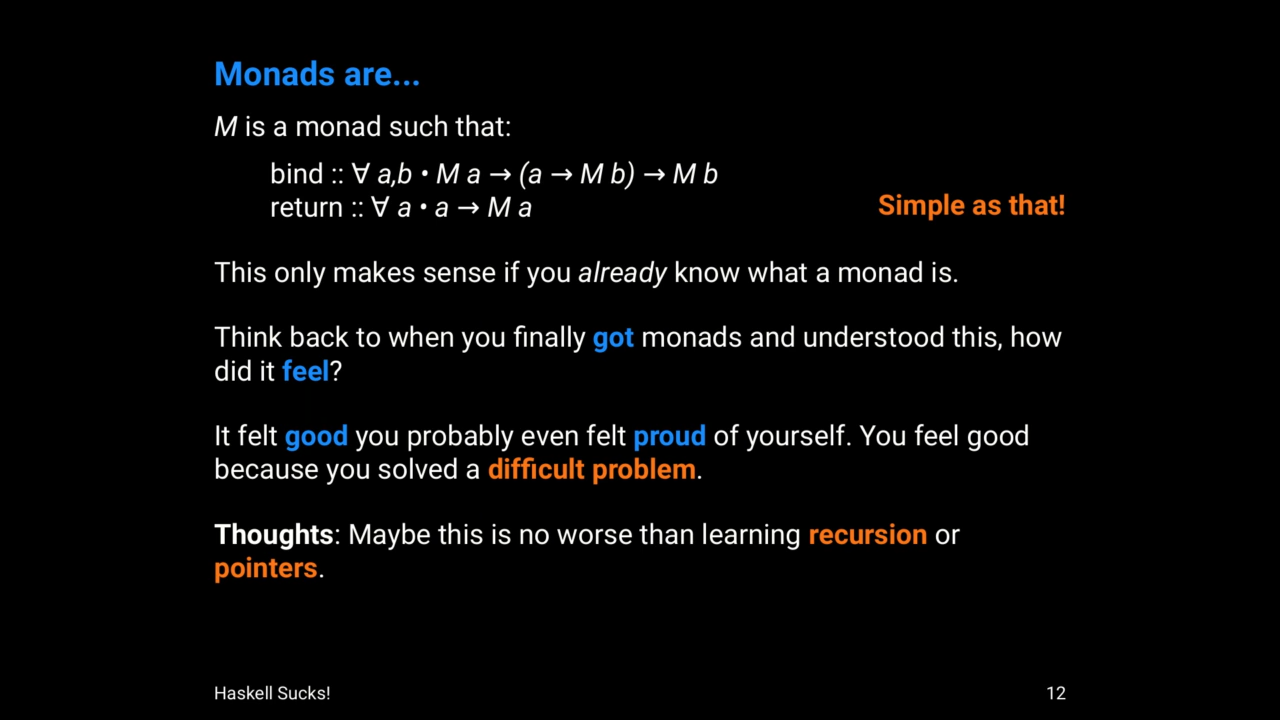 Monads are...
M is a monad such that:
bind :: ∀ a,b • M a → (a → M b) → M b
return :: ∀ a • a → M a
Simple as that!
This only makes sense if you already know what a monad is.
Think back to when you finally got monads and understood this, how
did it feel?
It felt good you probably even felt proud of yourself. You feel good
because you solved a difficult problem.
Thoughts: Maybe this is no worse than learning recursion or
pointers.
Haskell Sucks!
12